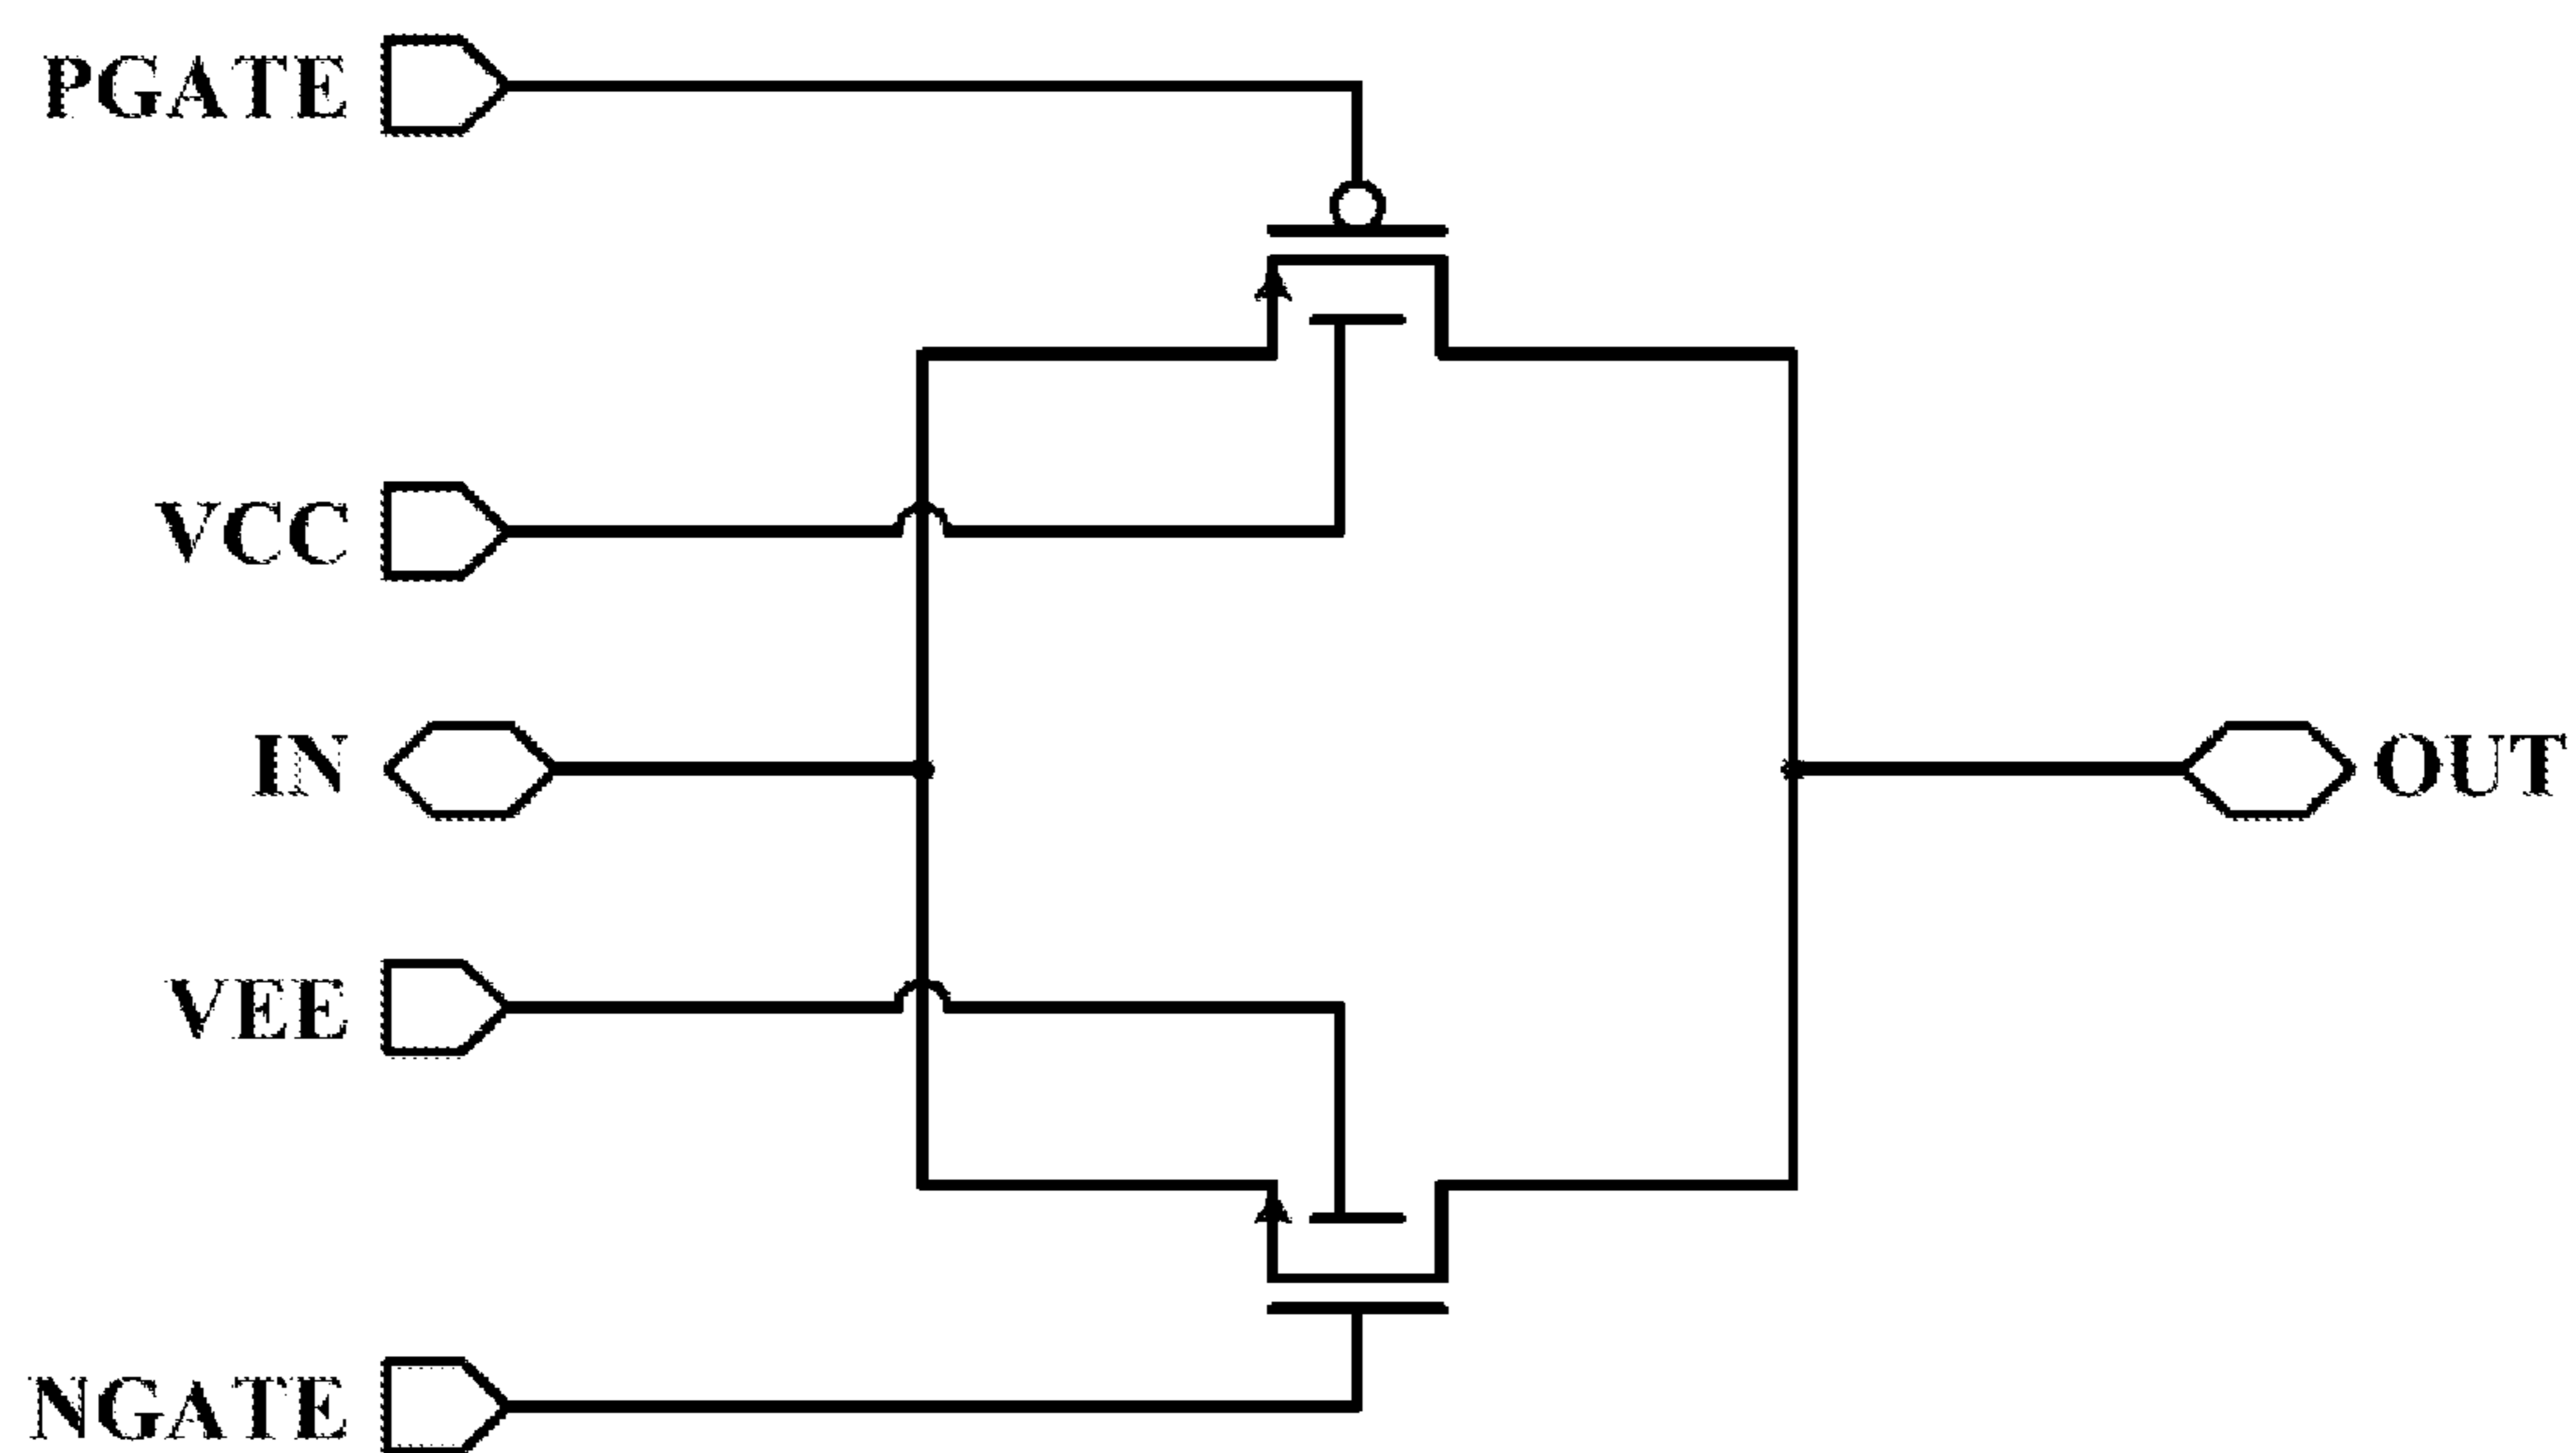 PGATE
VCC
IN
OUT
VEE
NGATE